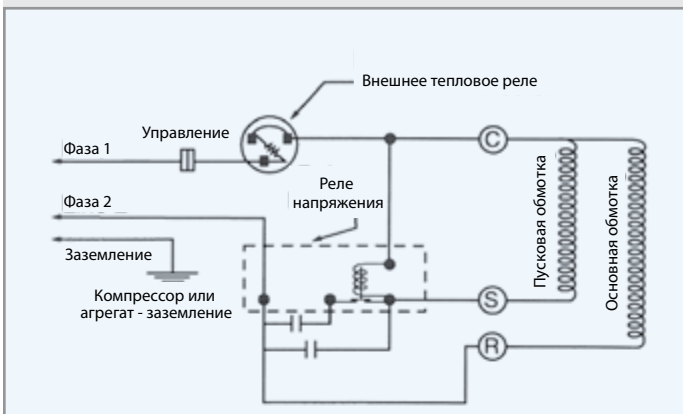 Внешнее тепловое реле
Управление
Фаза 1
C
Фаза 2
Реле
напряжения
Пусковая обмотка
Основная обмотка
Заземление
Компрессор или
агрегат - заземление
S
R